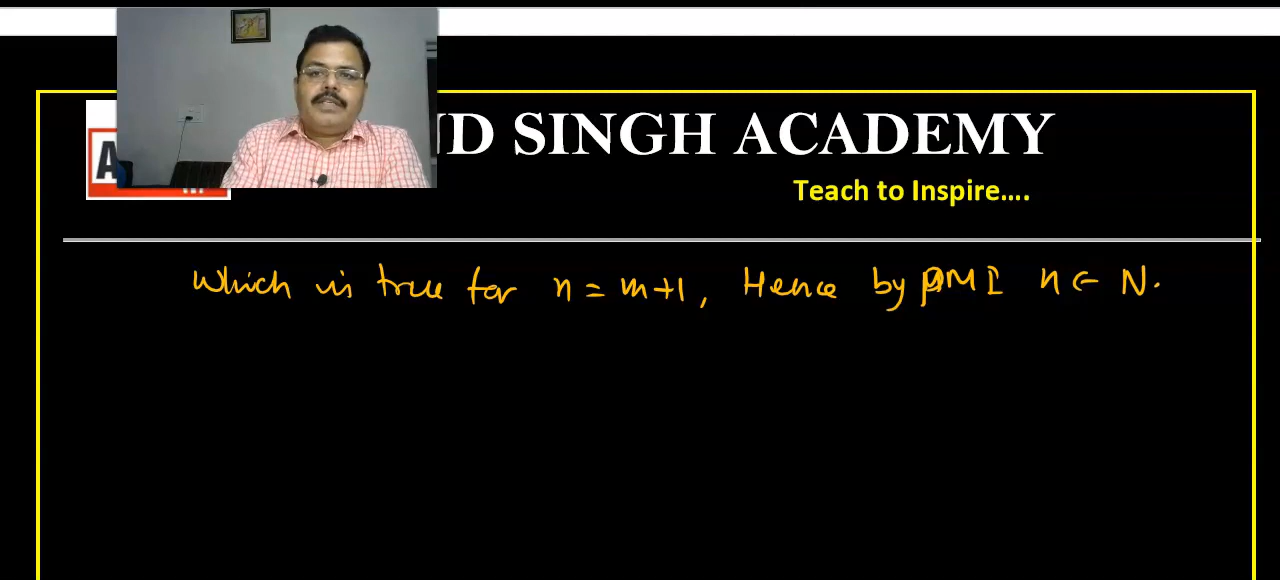 ND SINGH ACADEMY
A
Teach to Inspire....
Which is true for n = m+1, Hence by PMI n ∈ N.